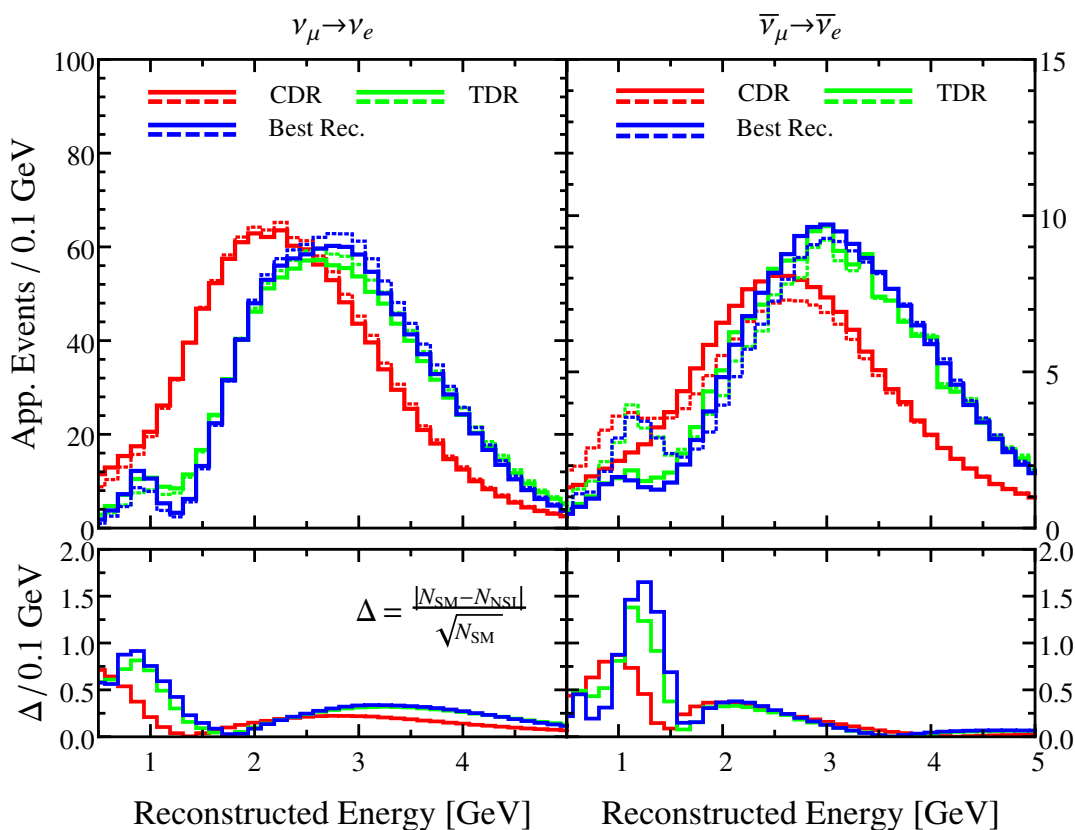 ν_μ→ν_e
ν̅_μ→ν̅_e
100
80
60
40
20
0
App. Events / 0.1 GeV
CDR
TDR
Best Rec.
CDR
TDR
Best Rec.
15
10
5
0
2.0
1.5
1.0
0.5
0.0
Δ / 0.1 GeV
Δ = |N_SM−N_NSI| / √N_SM
2.0
1.5
1.0
0.5
0.0
1 2 3 4
1 2 3 4 5
Reconstructed Energy [GeV]
Reconstructed Energy [GeV]